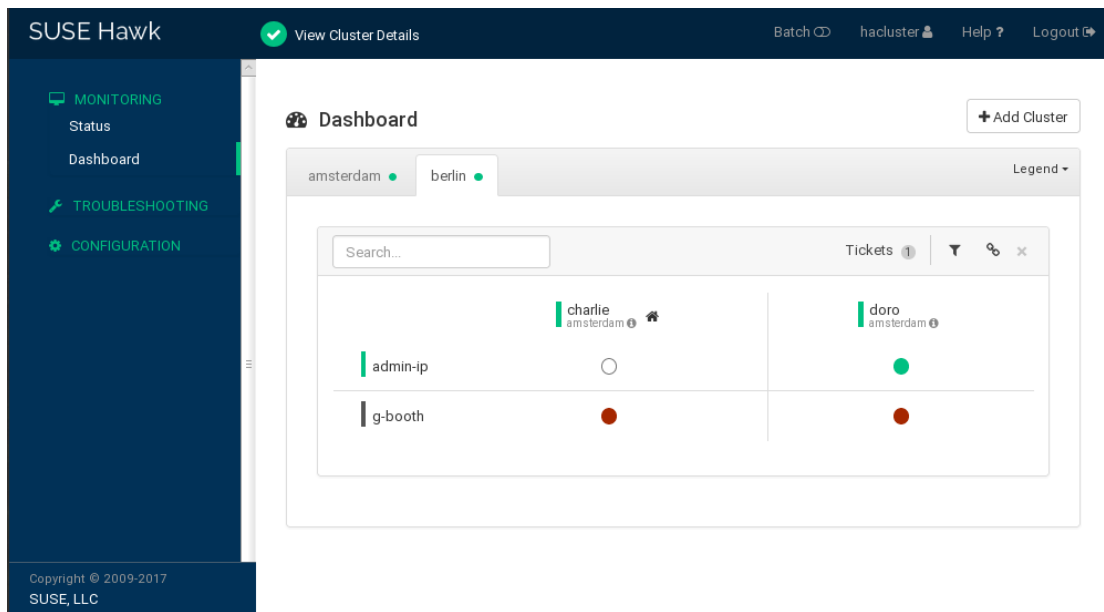 SUSE Hawk
View Cluster Details
Batch
hacluster
Help ?
Logout
MONITORING
Status
Dashboard
TROUBLESHOOTING
CONFIGURATION
Dashboard
+ Add Cluster
amsterdam
berlin
Legend
Search...
Tickets 1
charlie
amsterdam
doro
amsterdam
admin-ip
g-booth
Copyright © 2009-2017
SUSE, LLC